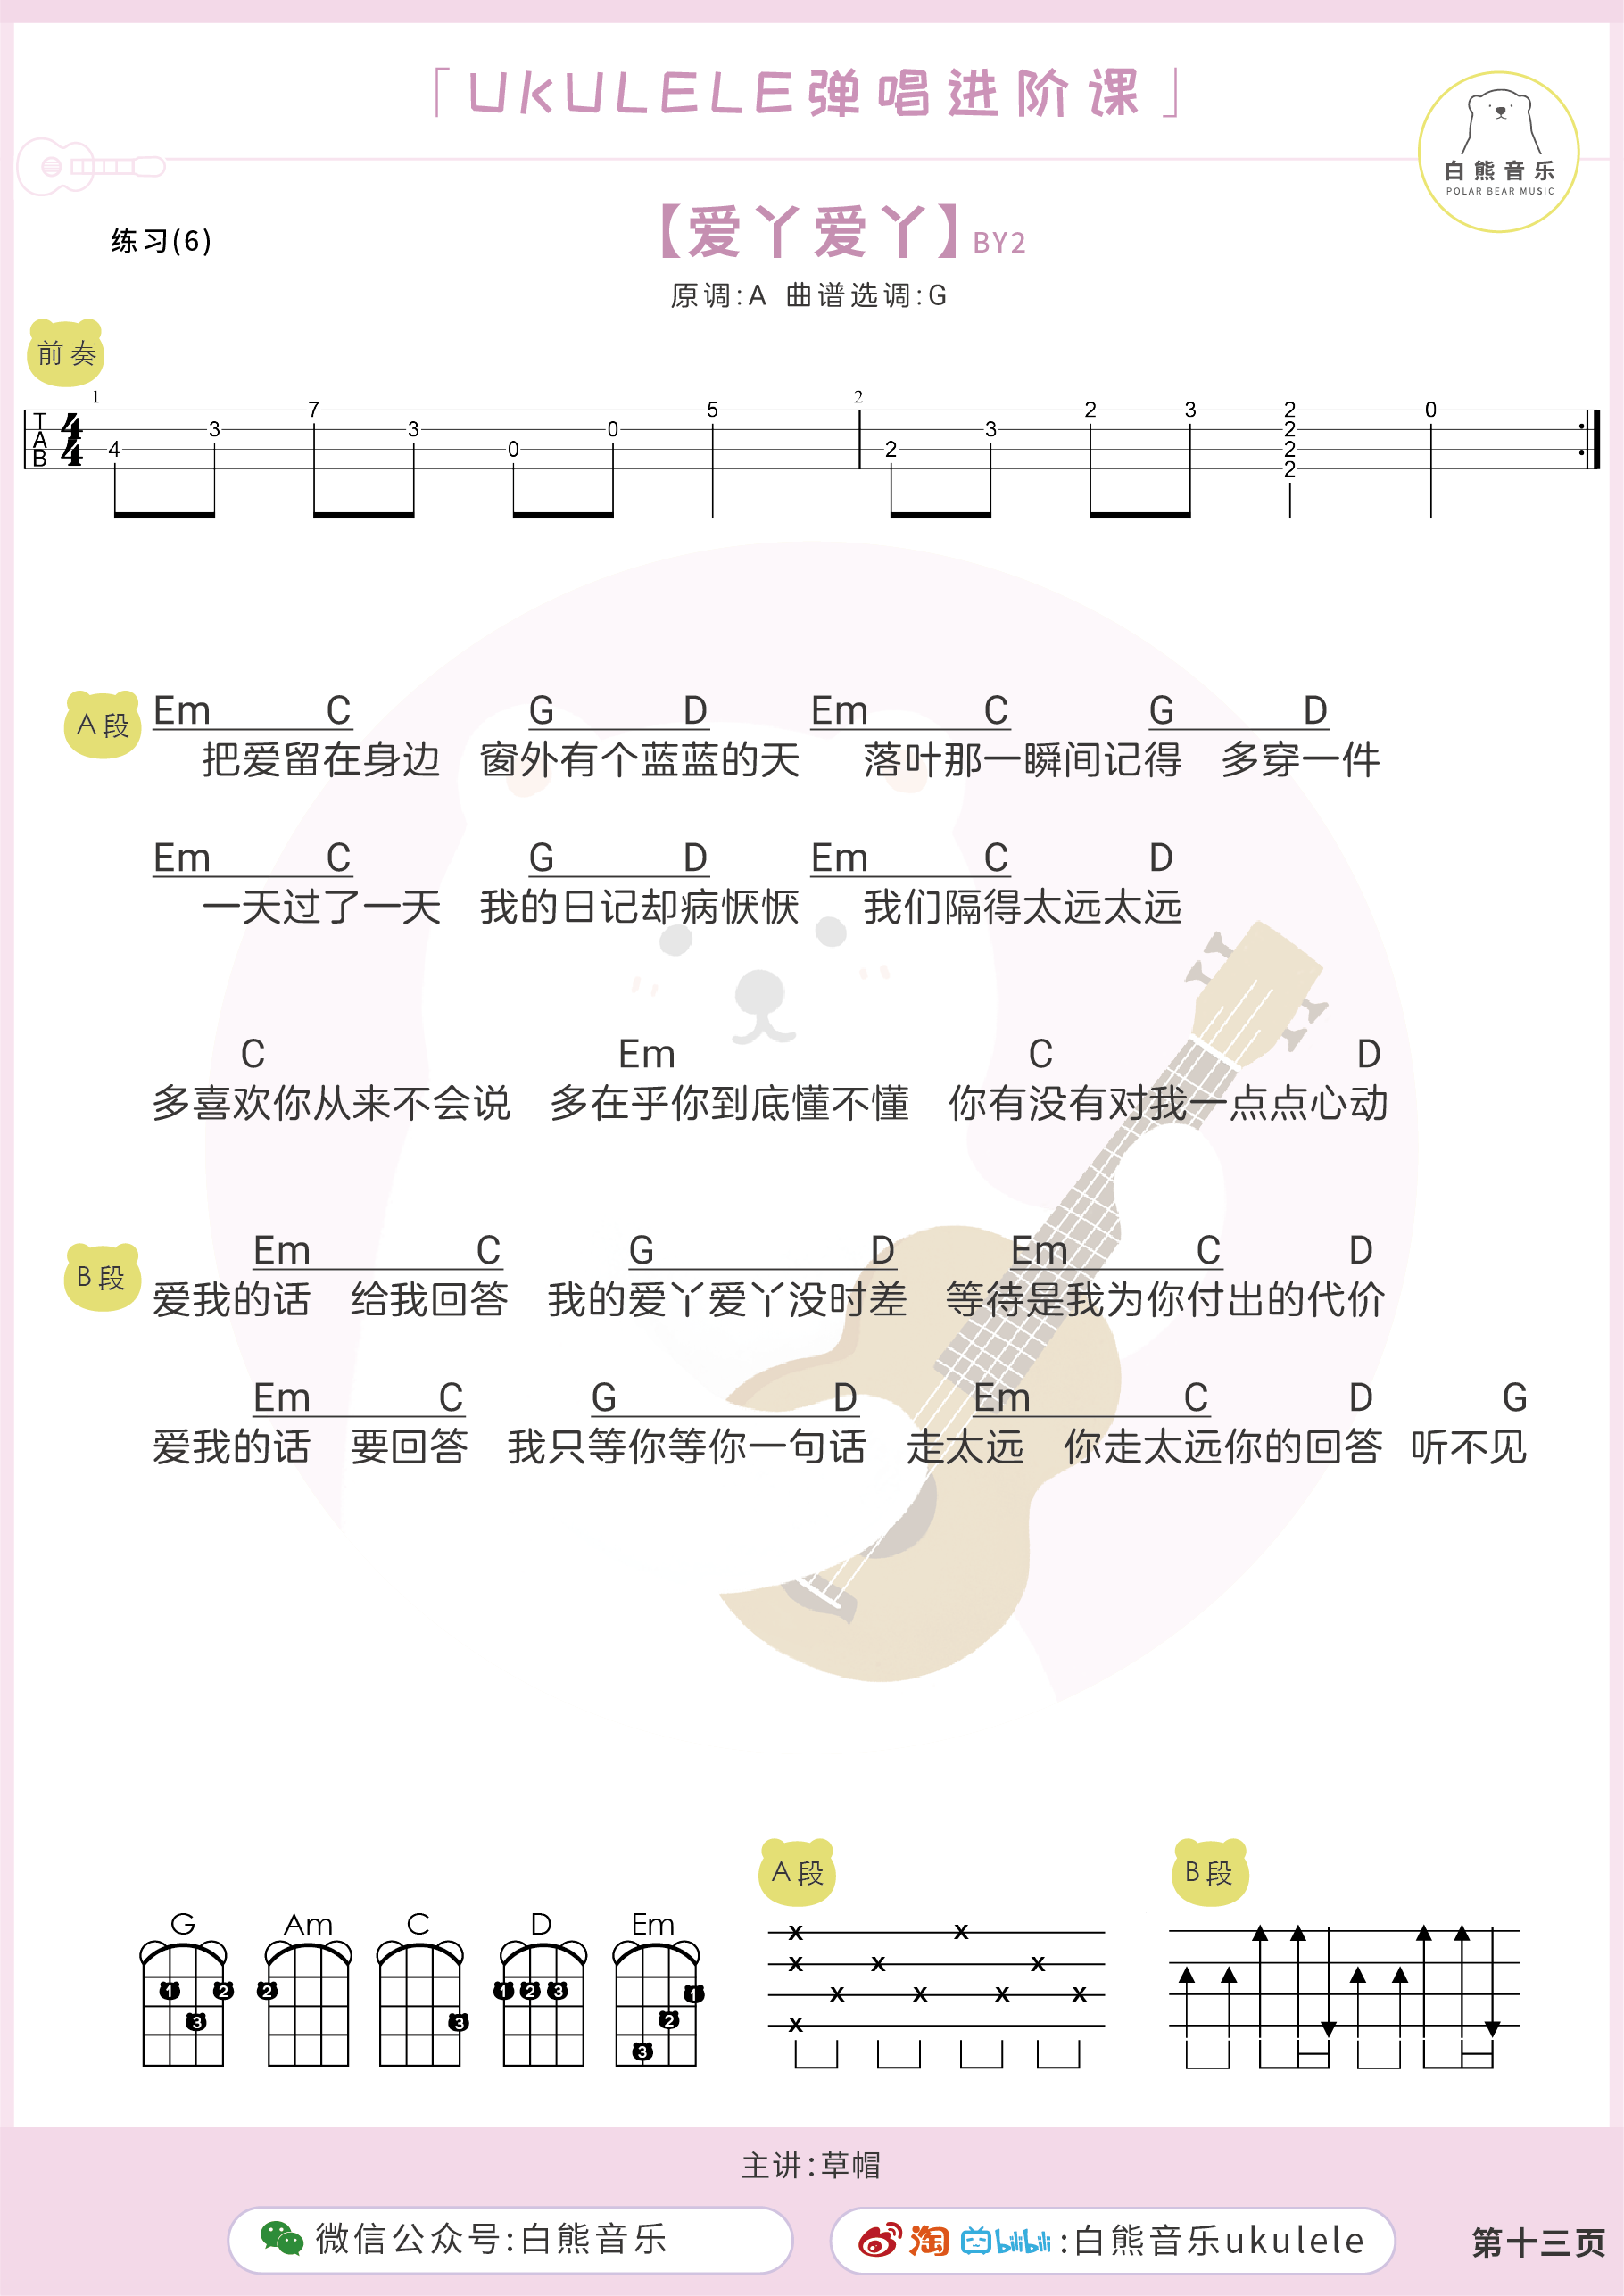 「UKULELE弹唱进阶课」
白熊音乐
POLAR BEAR MUSIC
练习(6)
【爱丫爱丫】BY2
原调:A 曲谱选调:G
前奏
1 2
T 4 7 5 2 3 2 0
A 3 3 0 3 2
B 4 4 0 2 2
2
A段
Em C G D Em C G D
把爱留在身边 窗外有个蓝蓝的天 落叶那一瞬间记得 多穿一件
Em C G D Em C D
一天过了一天 我的日记却病恹恹 我们隔得太远太远
C Em C D
多喜欢你从来不会说 多在乎你到底懂不懂 你有没有对我一点点心动
B段
Em C G D Em C D
爱我的话 给我回答 我的爱丫爱丫没时差 等待是我为你付出的代价
Em C G D Em C D G
爱我的话 要回答 我只等你等你一句话 走太远 你走太远你的回答 听不见
A段 B段
G Am C D Em
1 2 3
2
3
1 2 3
1 2 3
主讲:草帽
微信公众号:白熊音乐
淘 bilibili:白熊音乐ukulele
第十三页